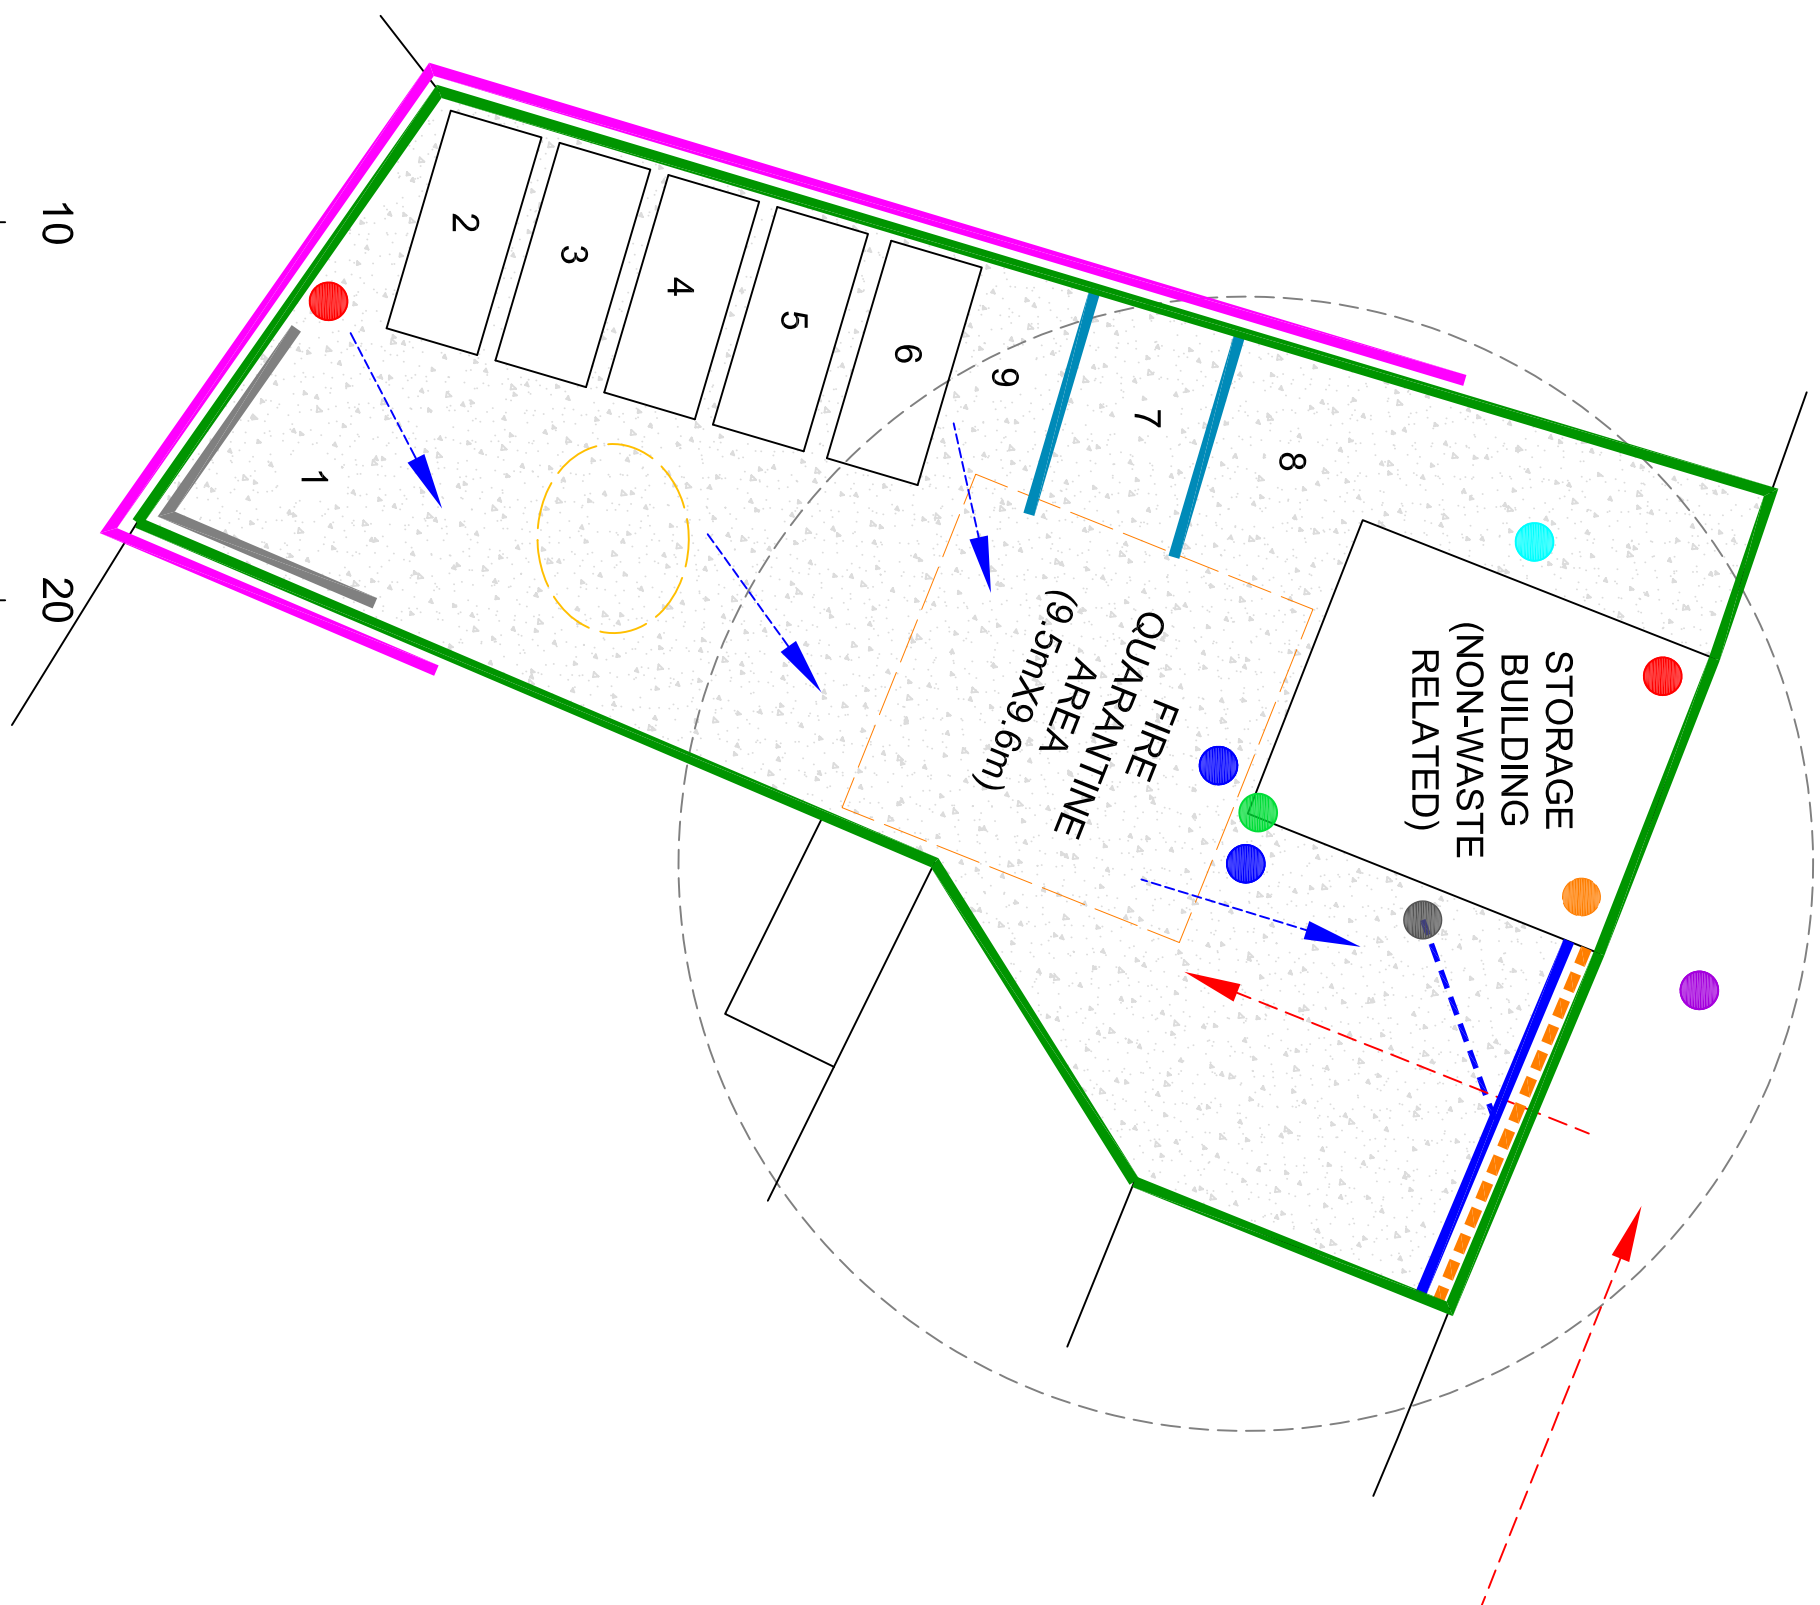 10
20
1
2
3
4
5
6
9
7
8
FIRE
QUARANTINE
AREA
(9.5mX9.6m)
STORAGE
BUILDING
(NON-WASTE
RELATED)